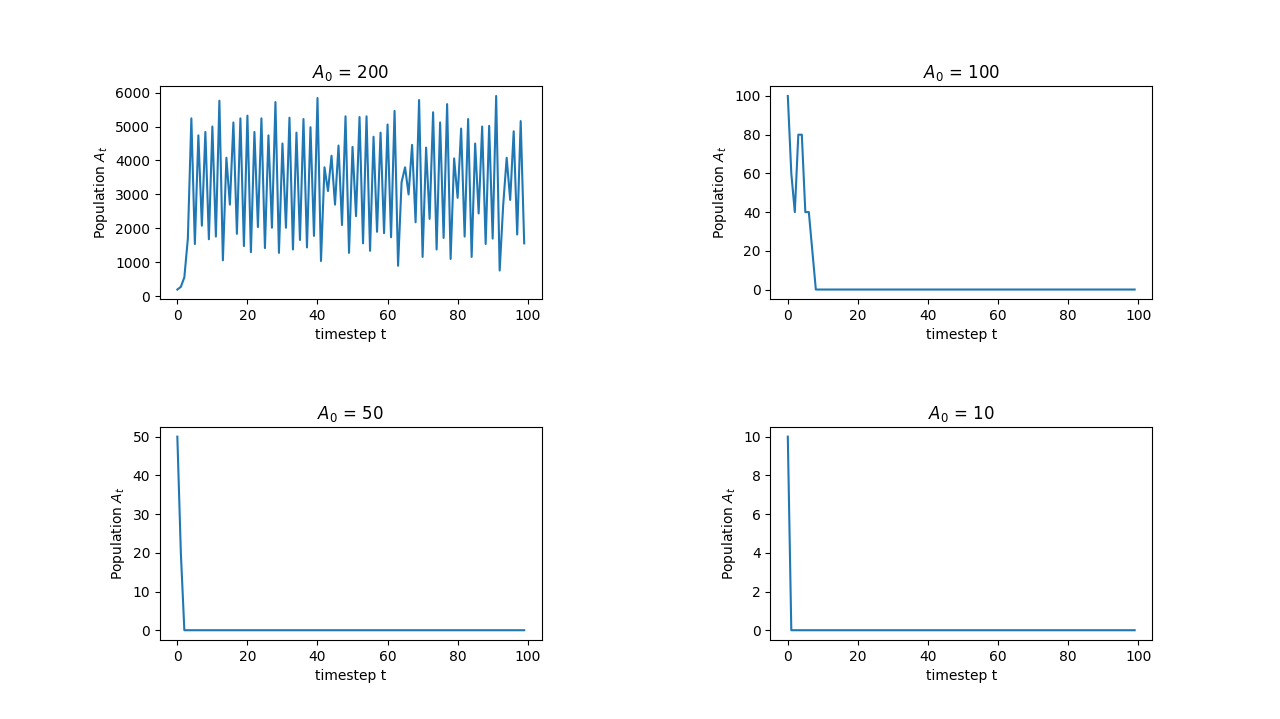 A₀ = 200
6000
5000
4000
3000
2000
1000
0
Population Aₜ
0 20 40 60 80 100
timestep t
A₀ = 100
100
80
60
40
20
0
Population Aₜ
0 20 40 60 80 100
timestep t
A₀ = 50
50
40
30
20
10
0
Population Aₜ
0 20 40 60 80 100
timestep t
A₀ = 10
10
8
6
4
2
0
Population Aₜ
0 20 40 60 80 100
timestep t